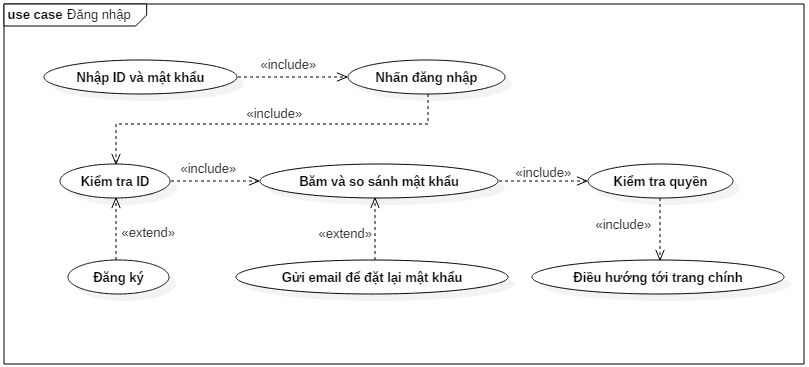 use case Đăng nhập
Nhập ID và mật khẩu
«include»
Nhấn đăng nhập
«include»
Kiểm tra ID
«include»
Băm và so sánh mật khẩu
«include»
Kiểm tra quyền
«extend»
«extend»
«include»
Đăng ký
Gửi email để đặt lại mật khẩu
Điều hướng tới trang chính